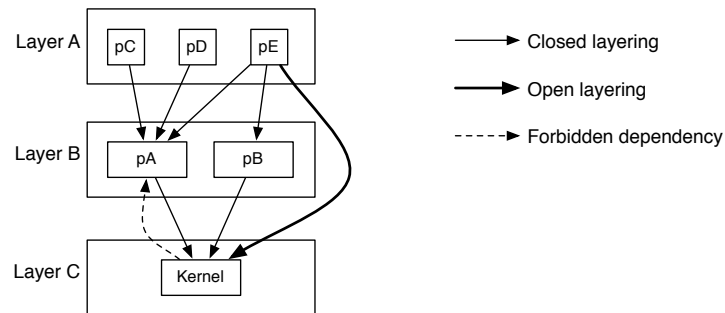 Layer A
pC
pD
pE
Layer B
pA
pB
Layer C
Kernel
Closed layering
Open layering
Forbidden dependency